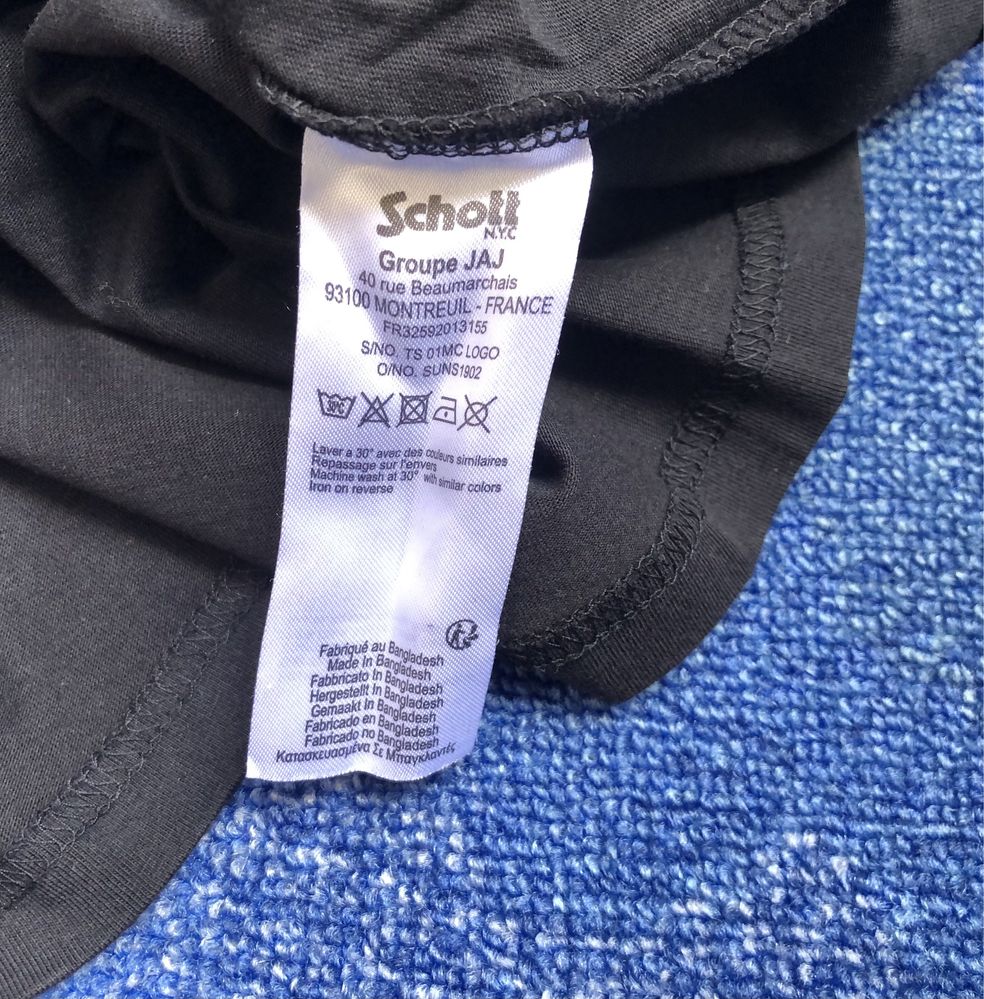 Scholl
N.Y.C
Groupe JAJ
40 rue Beaumarchais
93100 MONTREUIL - FRANCE
FR32592013155
S/NO. TS 01MC LOGO
O/NO. SUNS1902
30°C
Laver a 30° avec des couleurs similaires
Repassage sur l'envers
Machine wash at 30° with similar colors
Iron on reverse
Fabriqué au Bangladesh
Made In Bangladesh
Fabbricato In Bangladesh
Hergestellt In Bangladesh
Gemaakt In Bangladesh
Fabricado en Bangladesh
Fabricado no Bangladesh
Κατασκευασμένα Σε Μπαγκλαντές